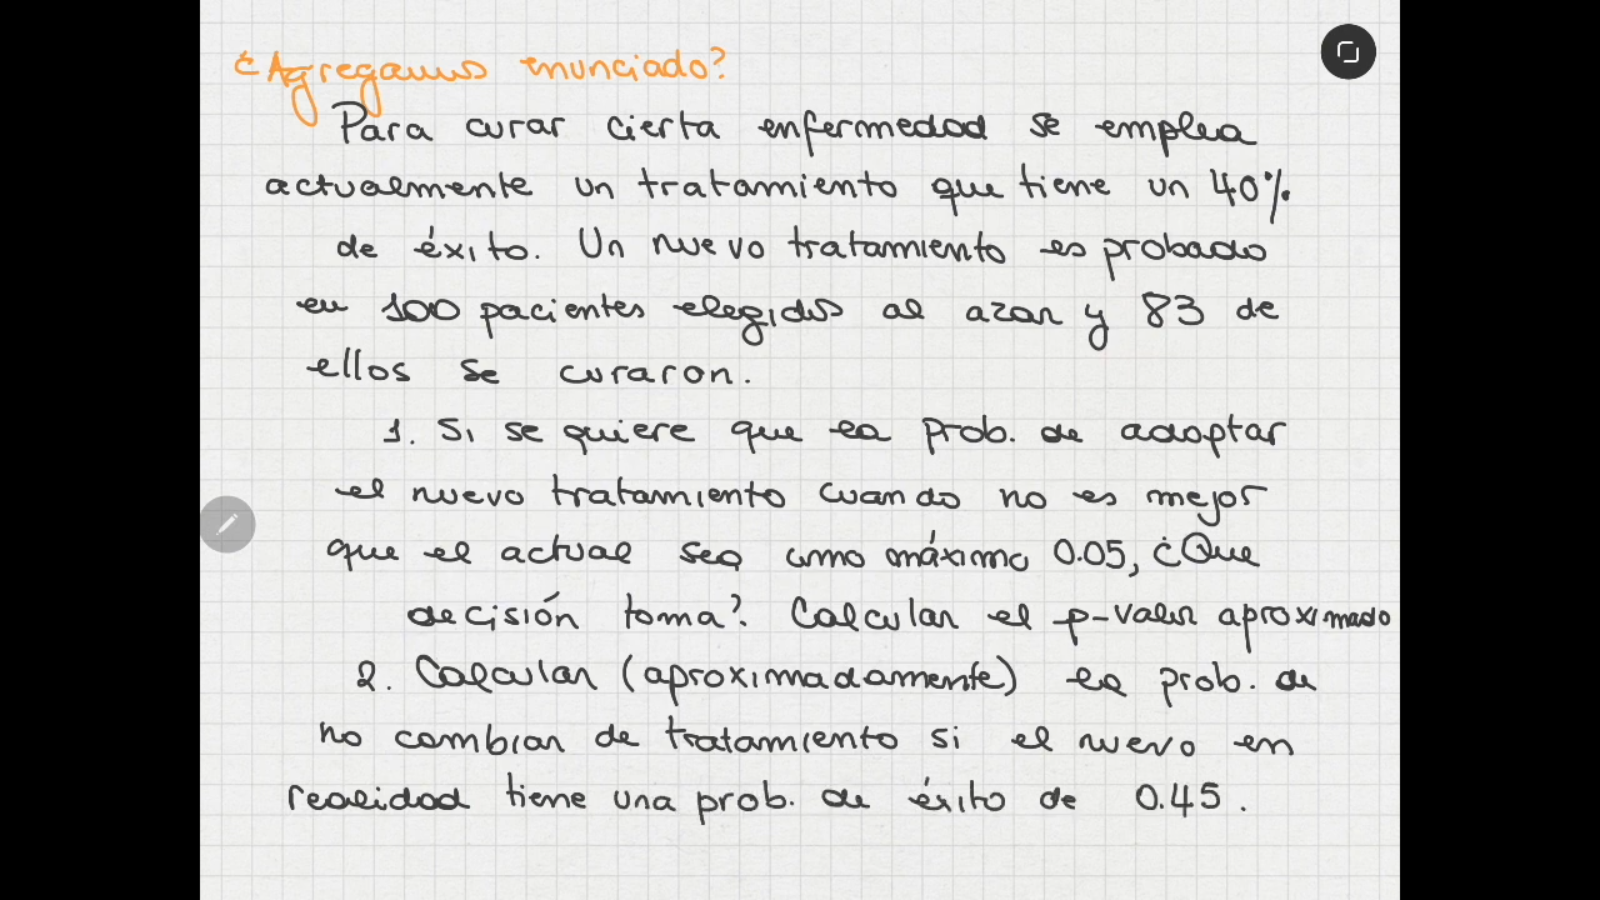 ¿Agregamos enunciado?
Para curar cierta enfermedad se emplea
actualmente un tratamiento que tiene un 40%
de éxito. Un nuevo tratamiento es probado
en 100 pacientes elegidos al azar y 83 de
ellos se curaron.
1. Si se quiere que la prob. de adoptar
el nuevo tratamiento cuando no es mejor
que el actual sea como máximo 0.05, ¿Que
decisión toma?. Calcular el p-valor aproximado
2. Calcular (aproximadamente) la prob. de
no cambiar de tratamiento si el nuevo en
realidad tiene una prob. de éxito de 0.45.